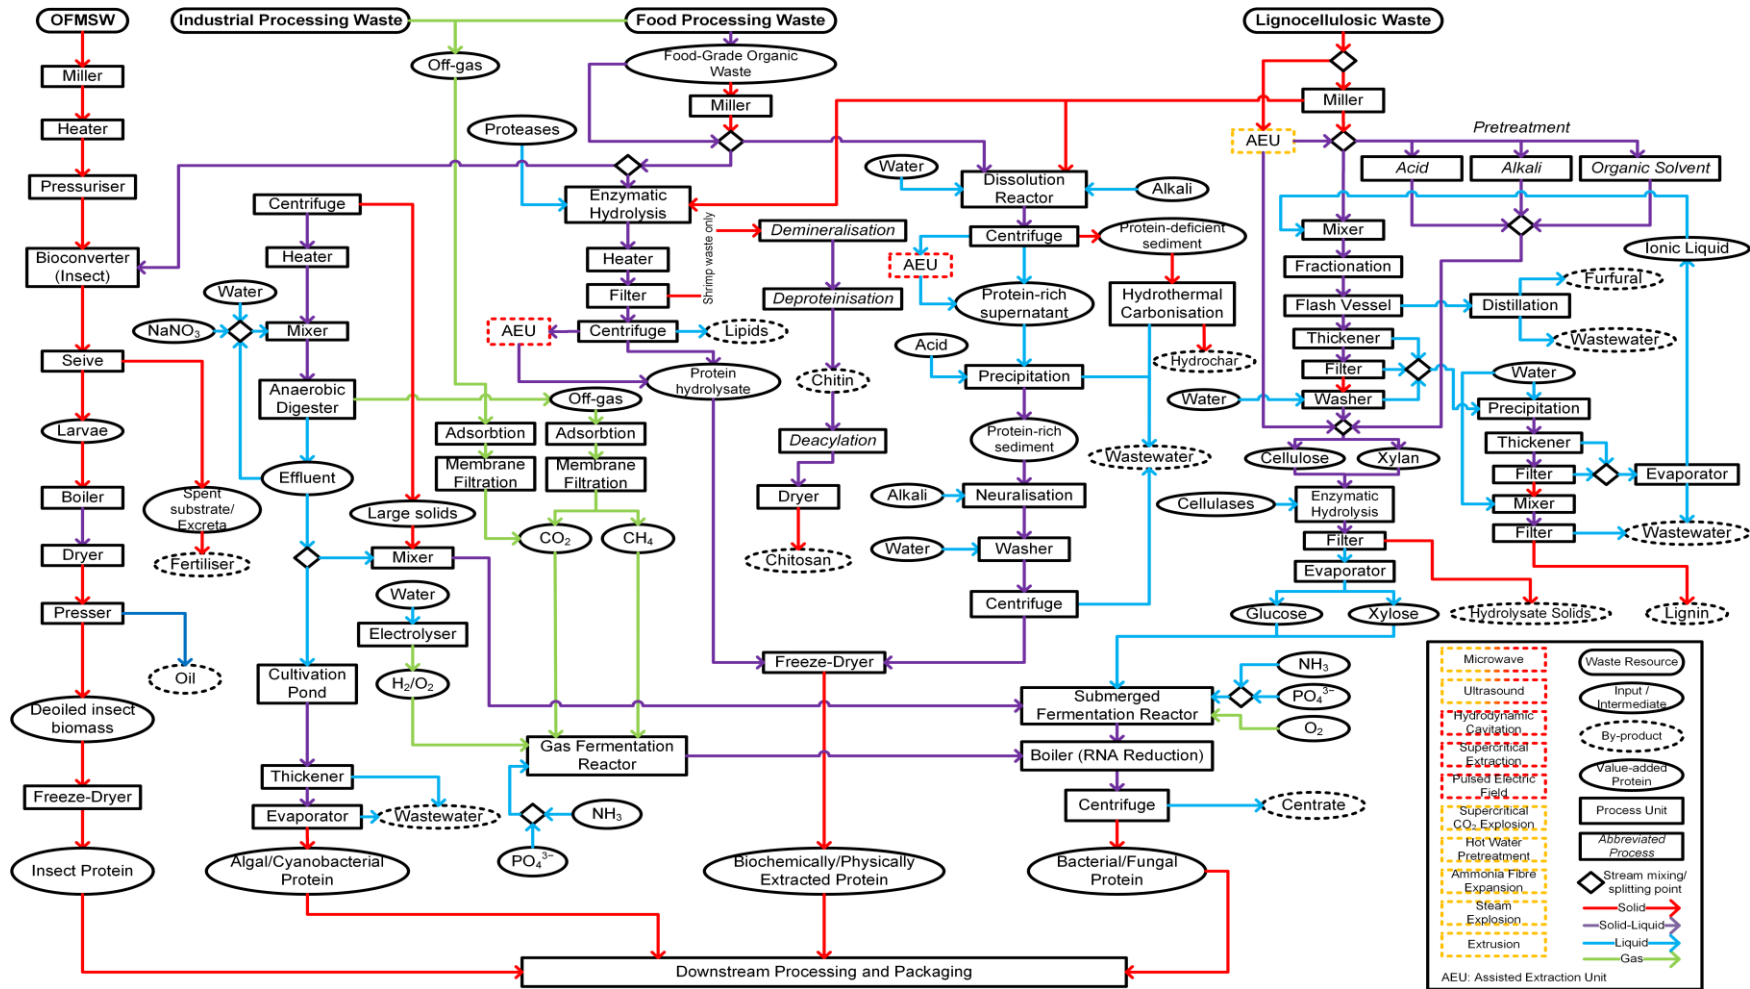 OFMSW
Industrial Processing Waste
Food Processing Waste
Lignocellulosic Waste
Miller
Heater
Pressuriser
Bioconverter
(Insect)
Seive
Larvae
Boiler
Dryer
Presser
Oil
Deoiled insect
biomass
Freeze-Dryer
Insect Protein
Spent
substrate/
Excreta
Fertiliser
Centrifuge
Heater
Water
NaNO₃
Mixer
Anaerobic
Digester
Effluent
Large solids
Mixer
Water
Electrolyser
H₂/O₂
Cultivation
Pond
Thickener
Evaporator
Wastewater
Algal/Cyanobacterial
Protein
Off-gas
Off-gas
Adsorbtion
Adsorbtion
Membrane
Filtration
Membrane
Filtration
CO₂
CH₄
Gas Fermentation
Reactor
NH₃
PO₄³⁻
Food-Grade Organic
Waste
Miller
Proteases
Enzymatic
Hydrolysis
Heater
Filter
Shrimp waste only
Centrifuge
AEU
Lipids
Protein
hydrolysate
Demineralisation
Deproteinisation
Chitin
Deacylation
Dryer
Chitosan
Freeze-Dryer
Biochemically/Physically
Extracted Protein
Water
Dissolution
Reactor
Alkali
Centrifuge
Protein-deficient
sediment
AEU
Protein-rich
supernatant
Hydrothermal
Carbonisation
Hydrochar
Acid
Precipitation
Protein-rich
sediment
Wastewater
Alkali
Neuralisation
Water
Washer
Centrifuge
Miller
AEU
Pretreatment
Acid
Alkali
Organic Solvent
Mixer
Fractionation
Flash Vessel
Distillation
Ionic Liquid
Furfural
Wastewater
Thickener
Filter
Water
Washer
Cellulose
Xylan
Cellulases
Enzymatic
Hydrolysis
Filter
Evaporator
Glucose
Xylose
Hydrolysate Solids
Water
Precipitation
Thickener
Filter
Evaporator
Mixer
Filter
Wastewater
Lignin
NH₃
PO₄³⁻
O₂
Submerged
Fermentation Reactor
Boiler (RNA Reduction)
Centrifuge
Centrate
Bacterial/Fungal
Protein
Downstream Processing and Packaging
Microwave
Ultrasound
Hydrodynamic
Cavitation
Supercritical
Extraction
Pulsed Electric
Field
Supercritical
CO₂ Explosion
Hot Water
Pretreatment
Ammonia Fibre
Expansion
Steam
Explosion
Extrusion
AEU: Assisted Extraction Unit
Waste Resource
Input /
Intermediate
By-product
Value-added
Protein
Process Unit
Abbreviated
Process
Stream mixing/
splitting point
Solid
Solid-Liquid
Liquid
Gas